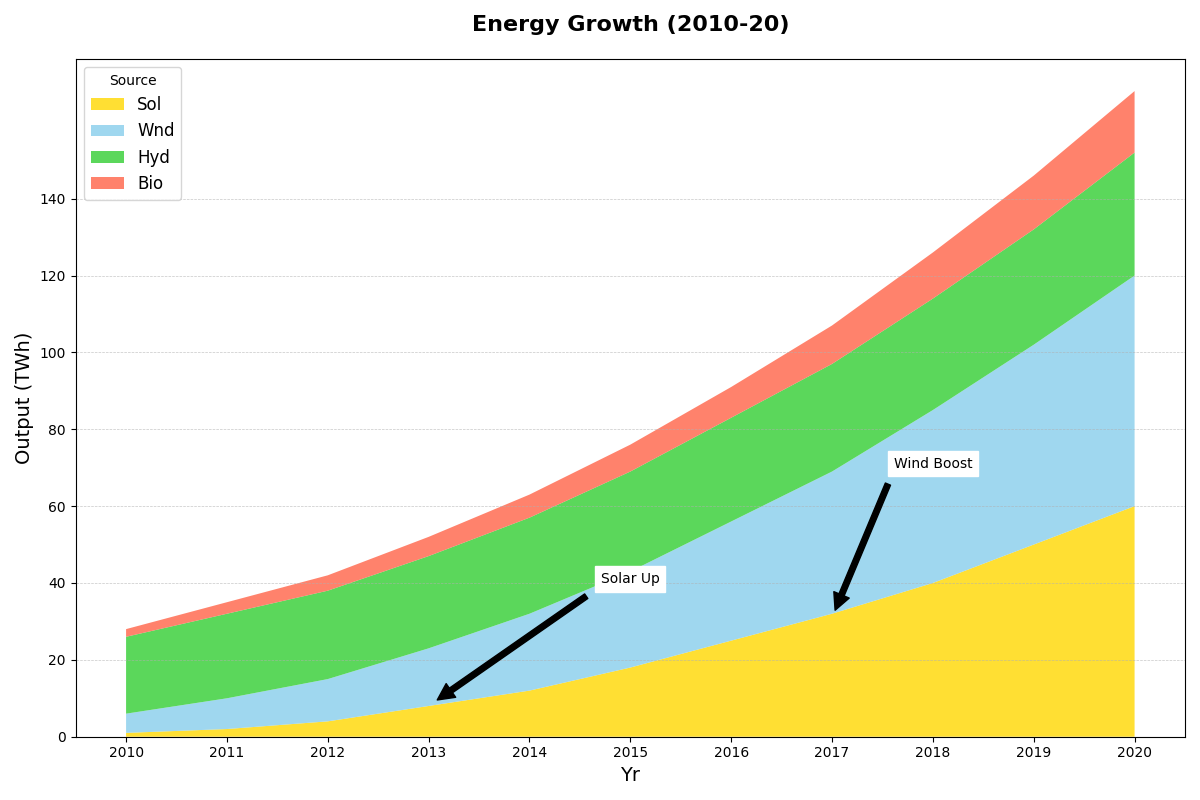 Energy Growth (2010-20)
Source
Sol
Wnd
Hyd
Bio
140
120
100
80
60
40
20
0
Output (TWh)
Wind Boost
Solar Up
2010 2011 2012 2013 2014 2015 2016 2017 2018 2019 2020
Yr